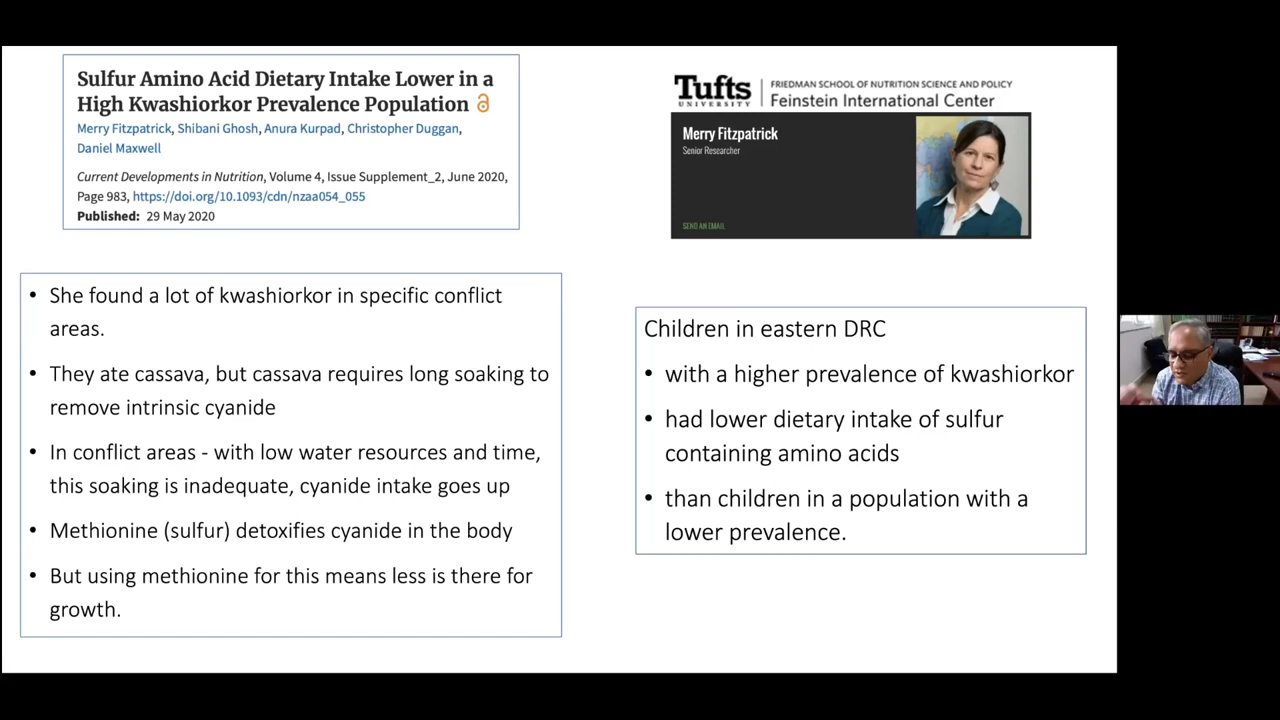 Sulfur Amino Acid Dietary Intake Lower in a
High Kwashiorkor Prevalence Population
Merry Fitzpatrick, Shibani Ghosh, Anura Kurpad, Christopher Duggan,
Daniel Maxwell
Current Developments in Nutrition, Volume 4, Issue Supplement_2, June 2020,
Page 983, https://doi.org/10.1093/cdn/nzaa054_055
Published: 29 May 2020
• She found a lot of kwashiorkor in specific conflict
areas.
• They ate cassava, but cassava requires long soaking to
remove intrinsic cyanide
• In conflict areas - with low water resources and time,
this soaking is inadequate, cyanide intake goes up
• Methionine (sulfur) detoxifies cyanide in the body
• But using methionine for this means less is there for
growth.
Tufts
UNIVERSITY
FRIEDMAN SCHOOL OF NUTRITION SCIENCE AND POLICY
Feinstein International Center
Merry Fitzpatrick
Senior Researcher
SEND AN EMAIL
Children in eastern DRC
• with a higher prevalence of kwashiorkor
• had lower dietary intake of sulfur
containing amino acids
• than children in a population with a
lower prevalence.